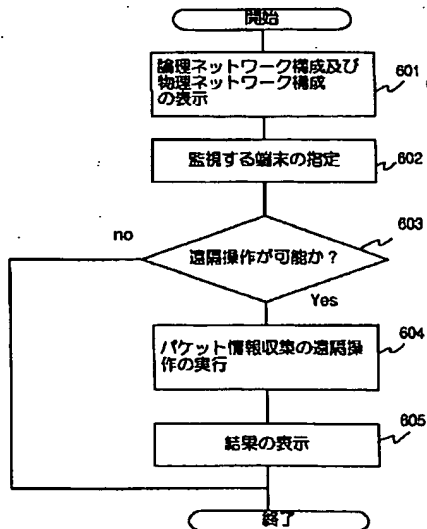 開始
論理ネットワーク構成及び
物理ネットワーク構成
の表示
601
監視する端末の指定
602
603
no
遠隔操作が可能か？
Yes
604
パケット情報収集の遠隔操
作の実行
605
結果の表示
終了